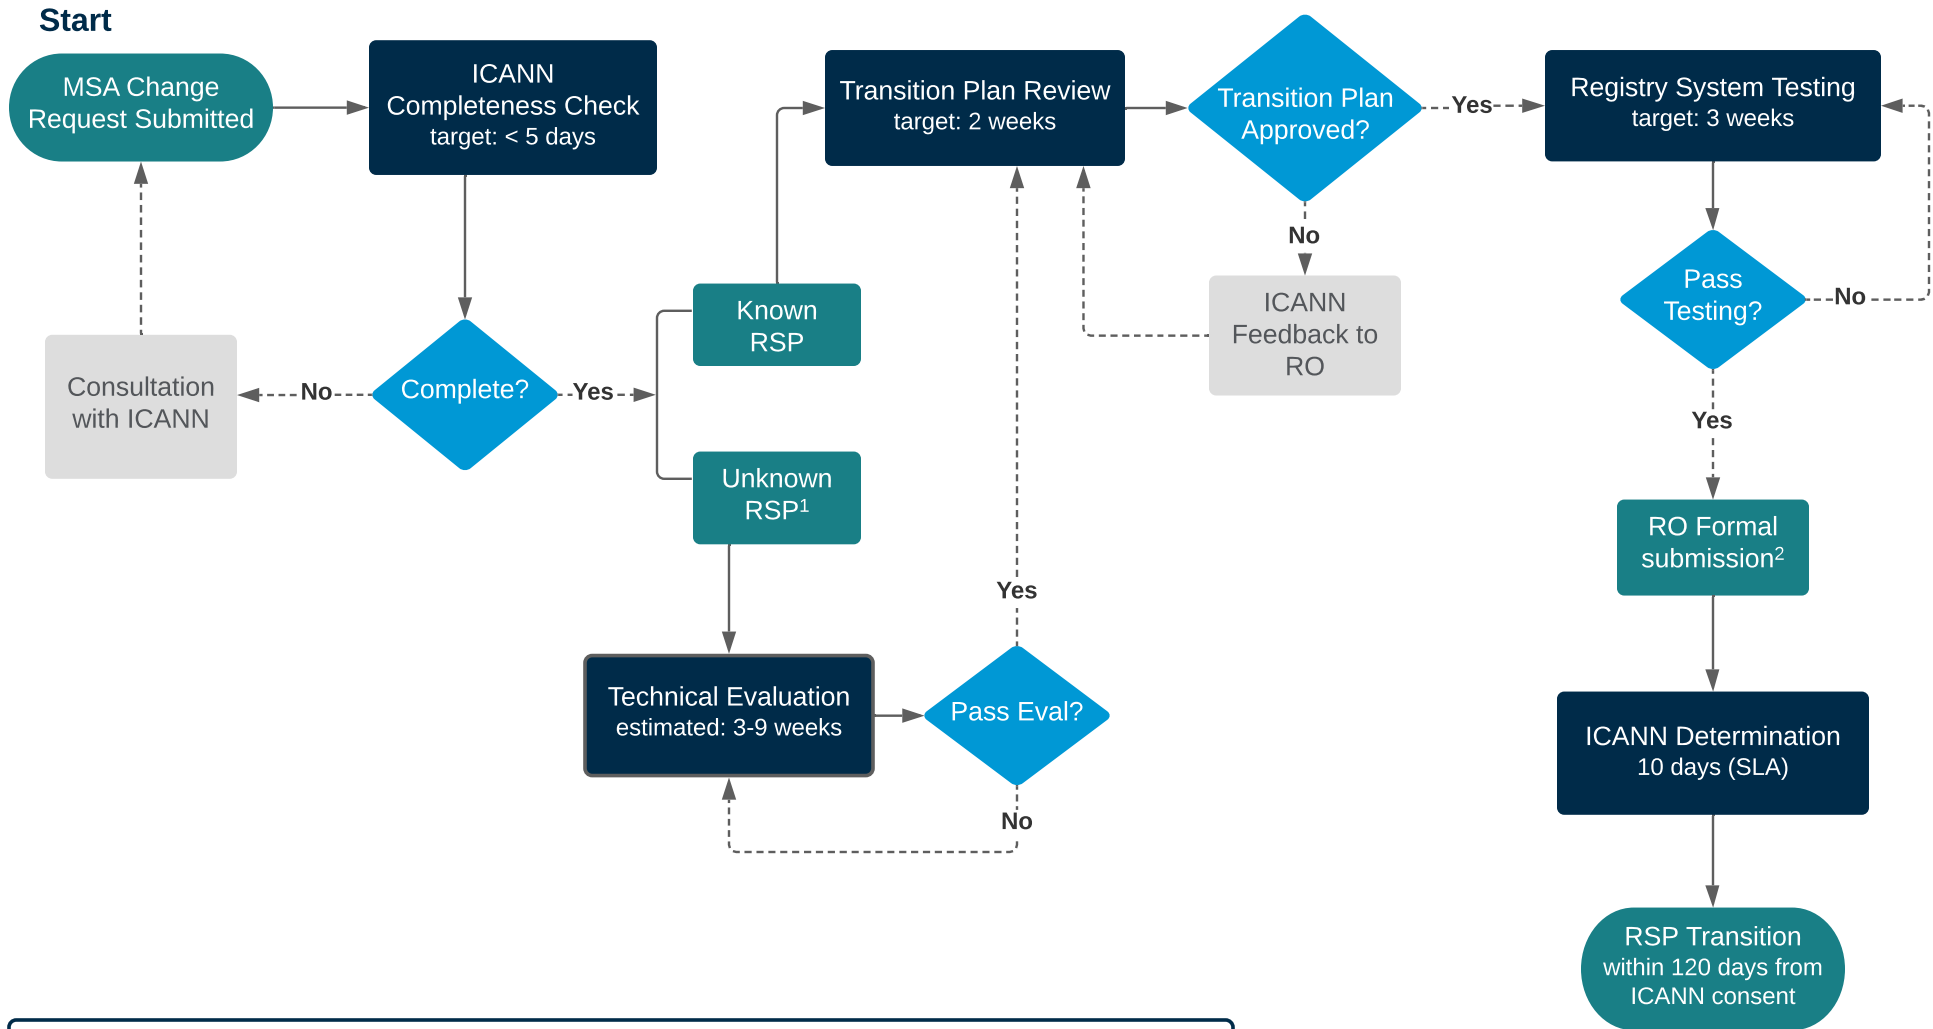 Start
MSA Change
Request Submitted
ICANN
Completeness Check
target: < 5 days
Complete?
No
Consultation
with ICANN
Yes
Known
RSP
Unknown
RSP¹
Technical Evaluation
estimated: 3-9 weeks
Pass Eval?
No
Yes
Transition Plan Review
target: 2 weeks
Transition Plan
Approved?
No
ICANN
Feedback to
RO
Yes
Registry System Testing
target: 3 weeks
Pass
Testing?
No
Yes
RO Formal
submission²
ICANN Determination
10 days (SLA)
RSP Transition
within 120 days from
ICANN consent